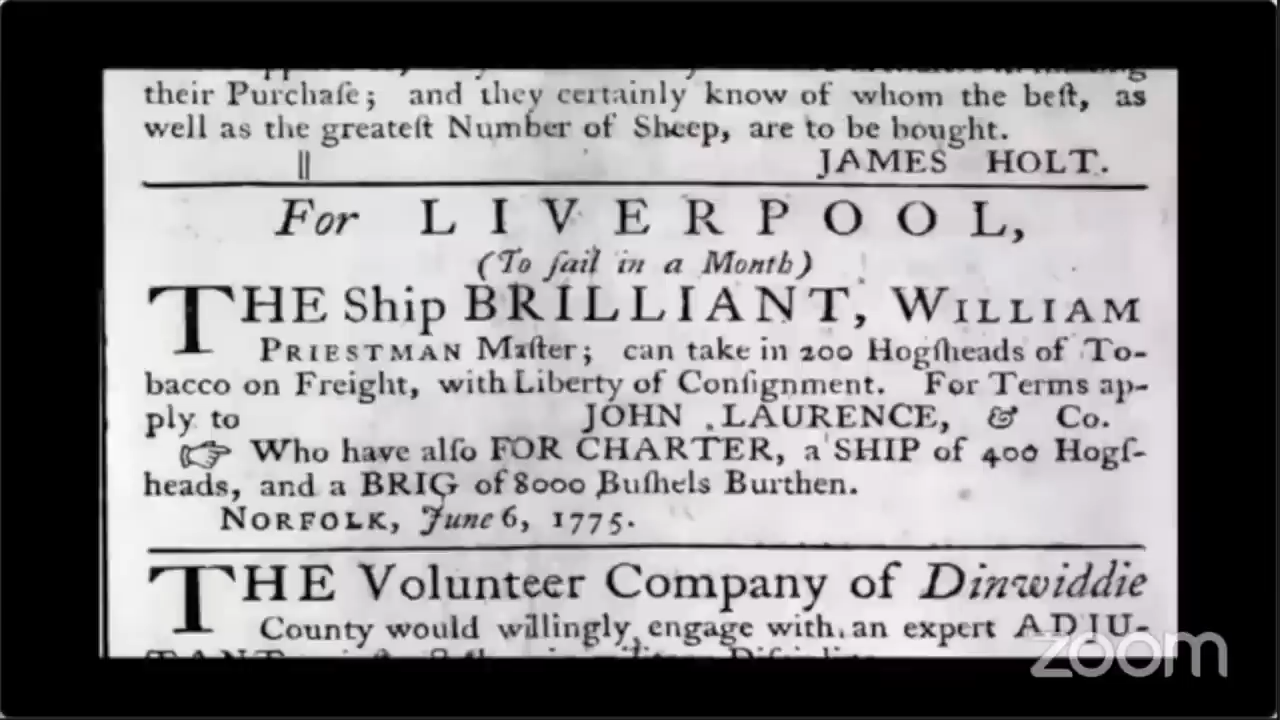 their Purchaſe; and they certainly know of whom the beſt, as
well as the greateſt Number of Sheep, are to be bought.
|| JAMES HOLT.
For LIVERPOOL,
(To ſail in a Month)
THE Ship BRILLIANT, WILLIAM
PRIESTMAN Maſter; can take in 200 Hogſheads of To-
bacco on Freight, with Liberty of Conſignment. For Terms ap-
ply to JOHN LAURENCE, & Co.
☞ Who have alſo FOR CHARTER, a SHIP of 400 Hogſ-
heads, and a BRIG of 8000 Buſhels Burthen.
NORFOLK, June 6, 1775.
THE Volunteer Company of Dinwiddie
County would willingly engage with an expert ADJU-
TANT
zoom